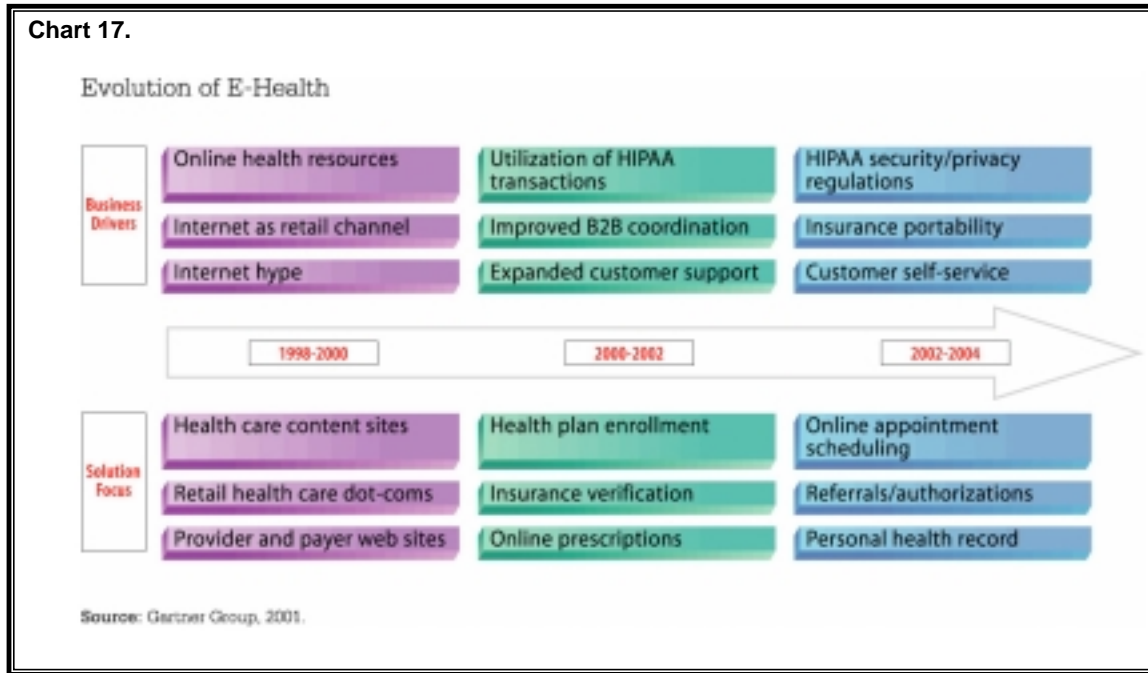 Chart 17.
Evolution of E-Health
Business
Drivers
Online health resources
Utilization of HIPAA
transactions
HIPAA security/privacy
regulations
Internet as retail channel
Improved B2B coordination
Insurance portability
Internet hype
Expanded customer support
Customer self-service
1998-2000
2000-2002
2002-2004
Solution
Focus
Health care content sites
Health plan enrollment
Online appointment
scheduling
Retail health care dot-coms
Insurance verification
Referrals/authorizations
Provider and payer web sites
Online prescriptions
Personal health record
Source: Gartner Group, 2001.